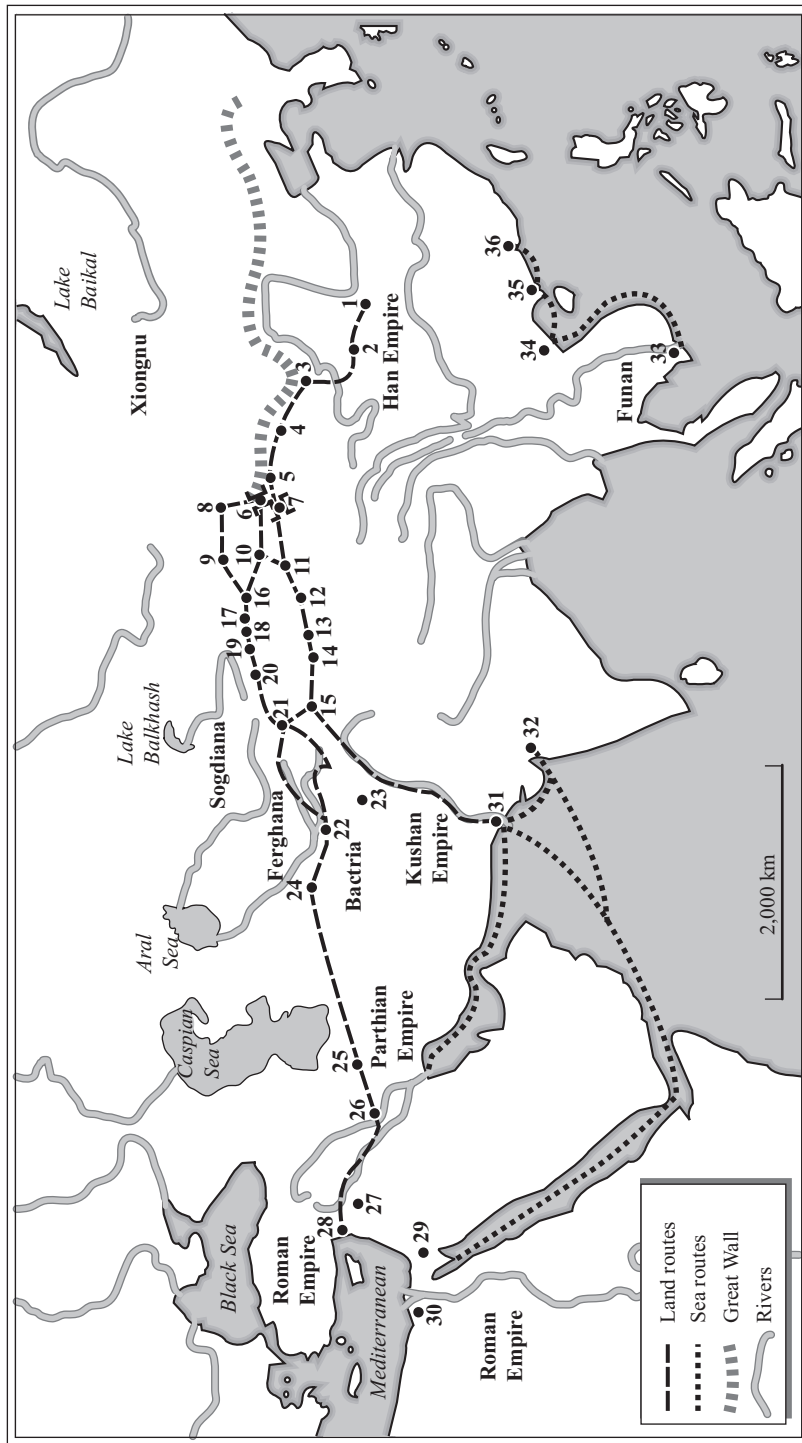 Lake
Baikal
Xiongnu
Lake
Balkhash
Sogdiana
Ferghana
Aral
Sea
Caspian
Sea
Black Sea
Roman
Empire
Mediterranean
Roman
Empire
Parthian
Empire
Bactria
Kushan
Empire
Han Empire
Funan
1
2
3
4
5
6
7
8
9
10
11
12
13
14
15
16
17
18
19
20
21
22
23
24
25
26
27
28
29
30
31
32
33
34
35
36
2,000 km
Land routes
Sea routes
Great Wall
Rivers